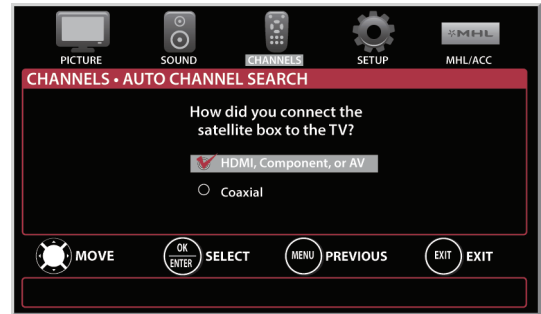 MHL
PICTURE SOUND CHANNELS SETUP MHL/ACC
CHANNELS • AUTO CHANNEL SEARCH
How did you connect the
satellite box to the TV?
HDMI, Component, or AV
Coaxial
OK
ENTER
MOVE SELECT MENU PREVIOUS EXIT EXIT